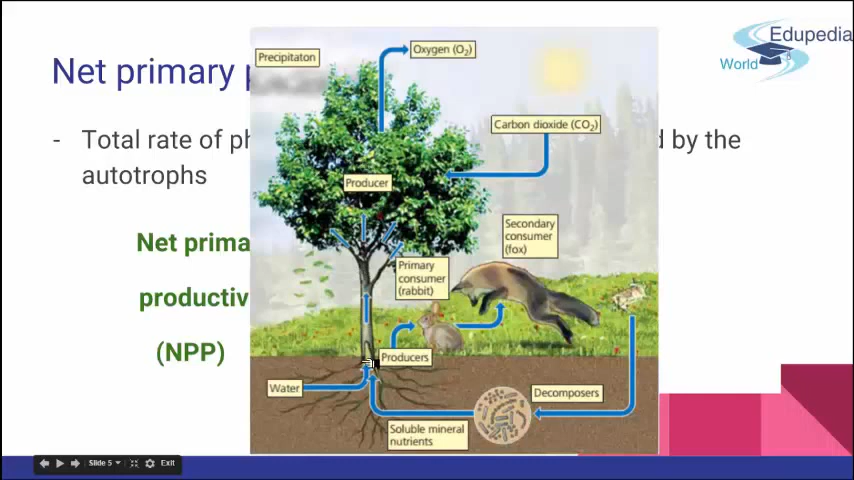 Edupedia
World
Net primary p
- Total rate of ph
d by the
autotrophs
Net prima
productiv
(NPP)
Precipitaton
Oxygen (O₂)
Carbon dioxide (CO₂)
Producer
Secondary
consumer
(fox)
Primary
consumer
(rabbit)
Producers
Water
Decomposers
Soluble mineral
nutrients
Slide 5
Exit